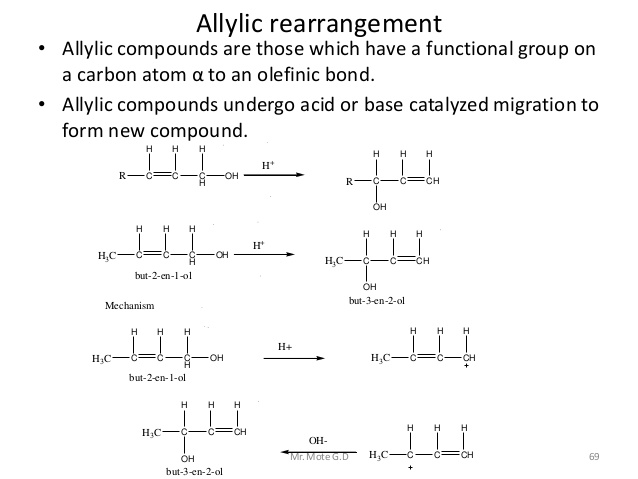 Allylic rearrangement
• Allylic compounds are those which have a functional group on
a carbon atom α to an olefinic bond.
• Allylic compounds undergo acid or base catalyzed migration to
form new compound.
H H H
R C C C OH
H
H⁺
H H H
R C C CH
OH
H H H
H₃C C C C OH
H
but-2-en-1-ol
H⁺
H H H
H₃C C C CH
OH
but-3-en-2-ol
Mechanism
H H H
H₃C C C C OH
H
but-2-en-1-ol
H+
H H H
H₃C C C CH
+
H H H
H₃C C C CH
OH
but-3-en-2-ol
OH-
H H H
H₃C C C CH
+
Mr. Mote G.D
69